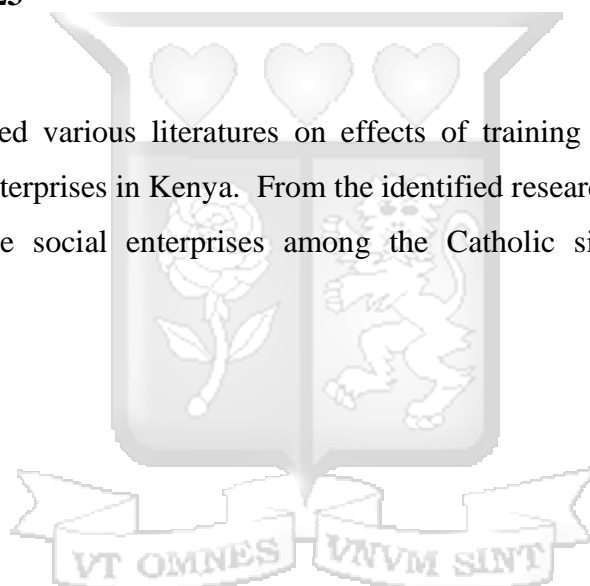 ed various literatures on effects of training
terprises in Kenya. From the identified resear
e social enterprises among the Catholic si
VT OMNES VNVM SINT